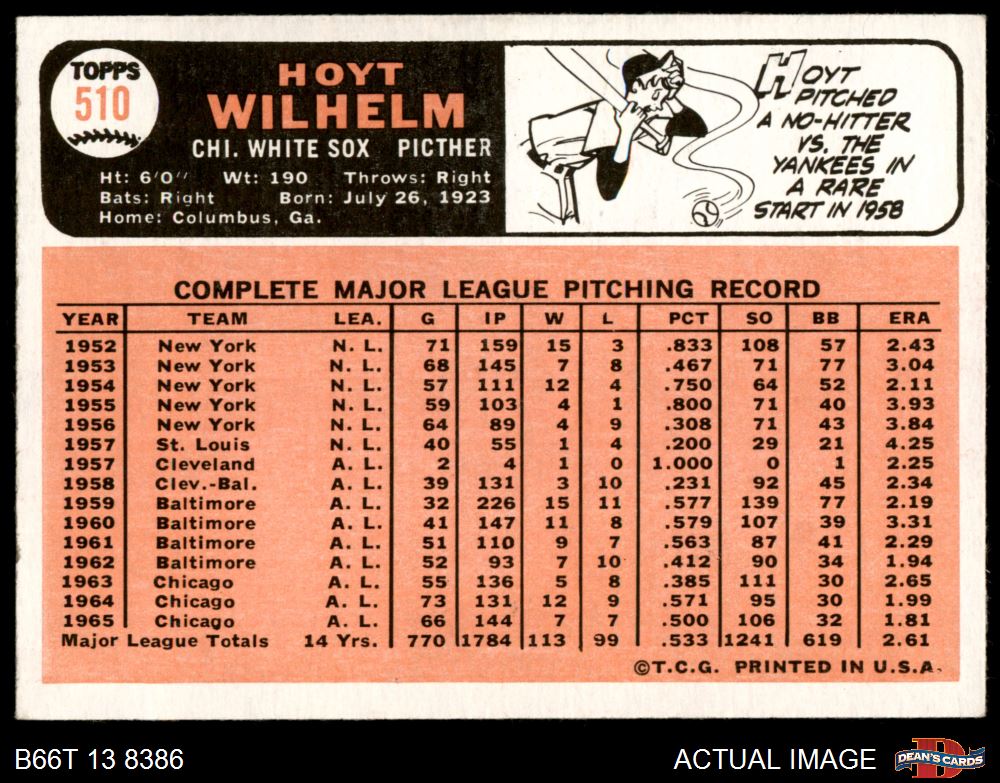 TOPPS
510
HOYT
WILHELM
CHI. WHITE SOX PICTHER
Ht: 6'0" Wt: 190 Throws: Right
Bats: Right Born: July 26, 1923
Home: Columbus, Ga.
HOYT
PITCHED
A NO-HITTER
VS. THE
YANKEES IN
A RARE
START IN 1958
COMPLETE MAJOR LEAGUE PITCHING RECORD
YEAR TEAM LEA. G IP W L PCT SO BB ERA
1952 New York N. L. 71 159 15 3 .833 108 57 2.43
1953 New York N. L. 68 145 7 8 .467 71 77 3.04
1954 New York N. L. 57 111 12 4 .750 64 52 2.11
1955 New York N. L. 59 103 4 1 .800 71 40 3.93
1956 New York N. L. 64 89 4 9 .308 71 43 3.84
1957 St. Louis N. L. 40 55 1 4 .200 29 21 4.25
1957 Cleveland A. L. 2 4 1 0 1.000 0 1 2.25
1958 Clev.-Bal. A. L. 39 131 3 10 .231 92 45 2.34
1959 Baltimore A. L. 32 226 15 11 .577 139 77 2.19
1960 Baltimore A. L. 41 147 11 8 .579 107 39 3.31
1961 Baltimore A. L. 51 110 9 7 .563 87 41 2.29
1962 Baltimore A. L. 52 93 7 10 .412 90 34 1.94
1963 Chicago A. L. 55 136 5 8 .385 111 30 2.65
1964 Chicago A. L. 73 131 12 9 .571 95 30 1.99
1965 Chicago A. L. 66 144 7 7 .500 106 32 1.81
Major League Totals 14 Yrs. 770 1784 113 99 .533 1241 619 2.61
©T.C.G. PRINTED IN U.S.A.
B66T 13 8386
ACTUAL IMAGE
D
DEAN'S CARDS